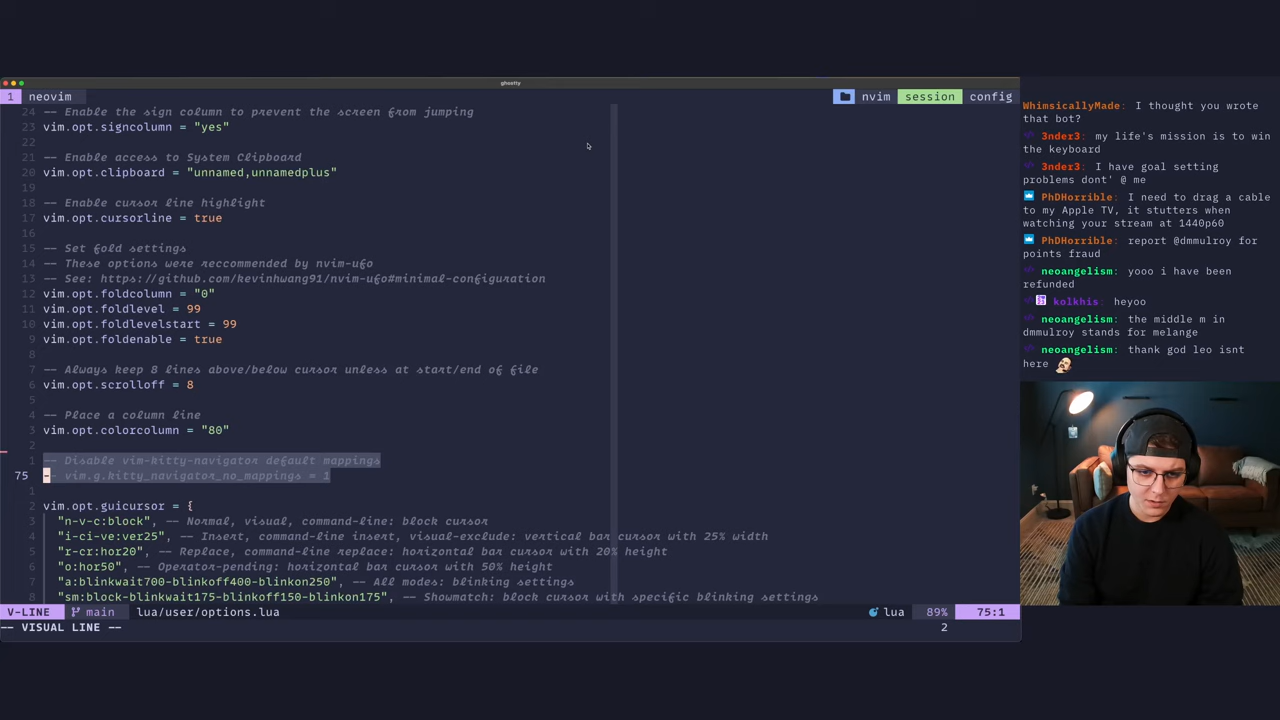 ghostty
1 neovim
nvim session config
24 -- Enable the sign column to prevent the screen from jumping
23 vim.opt.signcolumn = "yes"
22
21 -- Enable access to System Clipboard
20 vim.opt.clipboard = "unnamed,unnamedplus"
19
18 -- Enable cursor line highlight
17 vim.opt.cursorline = true
16
15 -- Set fold settings
14 -- These options were reccommended by nvim-ufo
13 -- See: https://github.com/kevinhwang91/nvim-ufo#minimal-configuration
12 vim.opt.foldcolumn = "0"
11 vim.opt.foldlevel = 99
10 vim.opt.foldlevelstart = 99
9 vim.opt.foldenable = true
8
7 -- Always keep 8 lines above/below cursor unless at start/end of file
6 vim.opt.scrolloff = 8
5
4 -- Place a column line
3 vim.opt.colorcolumn = "80"
2
1 -- Disable vim-kitty-navigator default mappings
75 -- vim.g.kitty_navigator_no_mappings = 1
1
2 vim.opt.guicursor = {
3 "n-v-c:block", -- Normal, visual, command-line: block cursor
4 "i-ci-ve:ver25", -- Insert, command-line insert, visual-exclude: vertical bar cursor with 25% width
5 "r-cr:hor20", -- Replace, command-line replace: horizontal bar cursor with 20% height
6 "o:hor50", -- Operator-pending: horizontal bar cursor with 50% height
7 "a:blinkwait700-blinkoff400-blinkon250", -- All modes: blinking settings
8 "sm:block-blinkwait175-blinkoff150-blinkon175", -- Showmatch: block cursor with specific blinking settings
V-LINE main lua/user/options.lua lua 89% 75:1
-- VISUAL LINE -- 2
WhimsicallyMade: I thought you wrote
that bot?
3nder3: my life's mission is to win
the keyboard
3nder3: I have goal setting
problems dont' @ me
PhDHorrible: I need to drag a cable
to my Apple TV, it stutters when
watching your stream at 1440p60
PhDHorrible: report @dmmulroy for
points fraud
neoangelism: yooo i have been
refunded
kolkhis: heyoo
neoangelism: the middle m in
dmmulroy stands for melange
neoangelism: thank god leo isnt
here